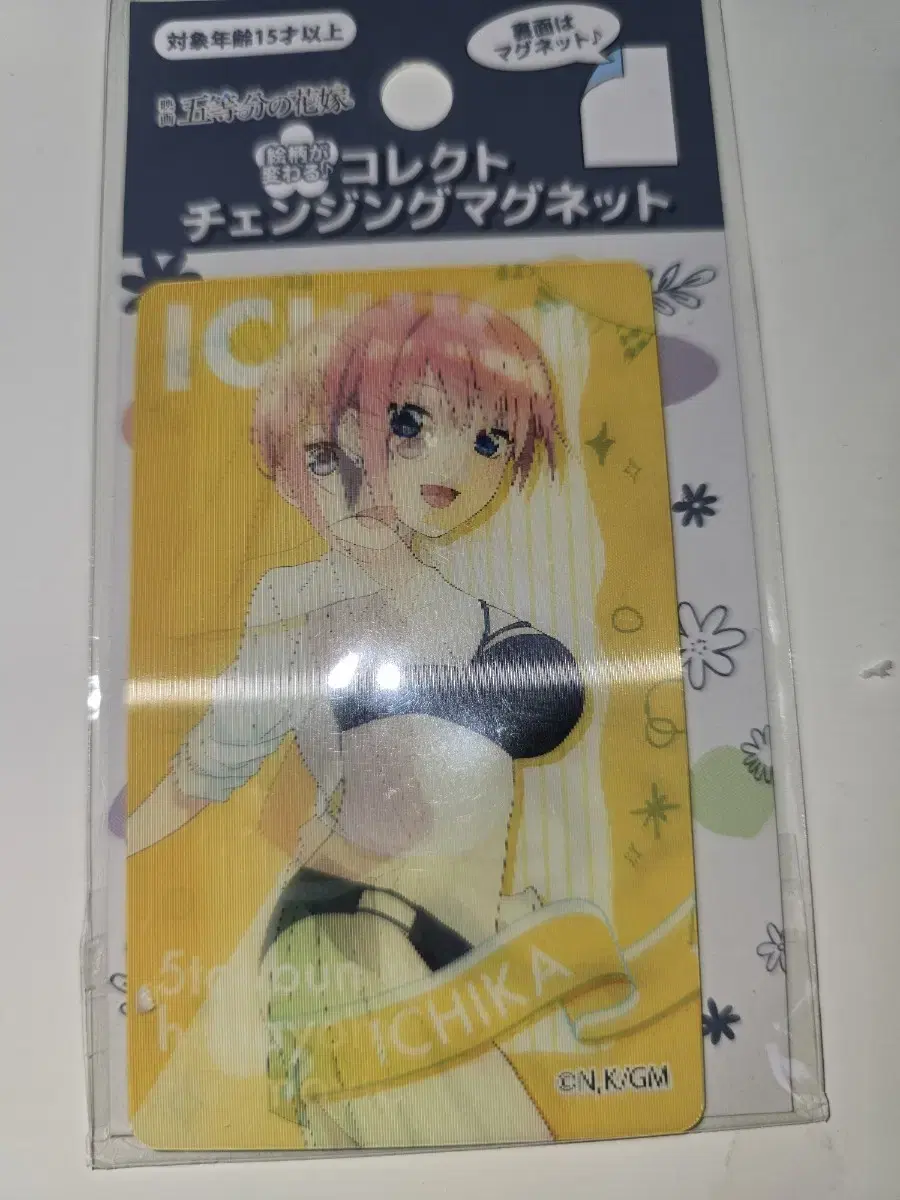 対象年齢15才以上
裏面は
マグネット♪
映画 五等分の花嫁
絵柄が
変わる♪
コレクト
チェンジングマグネット
ICHIKA
©N,K/GM